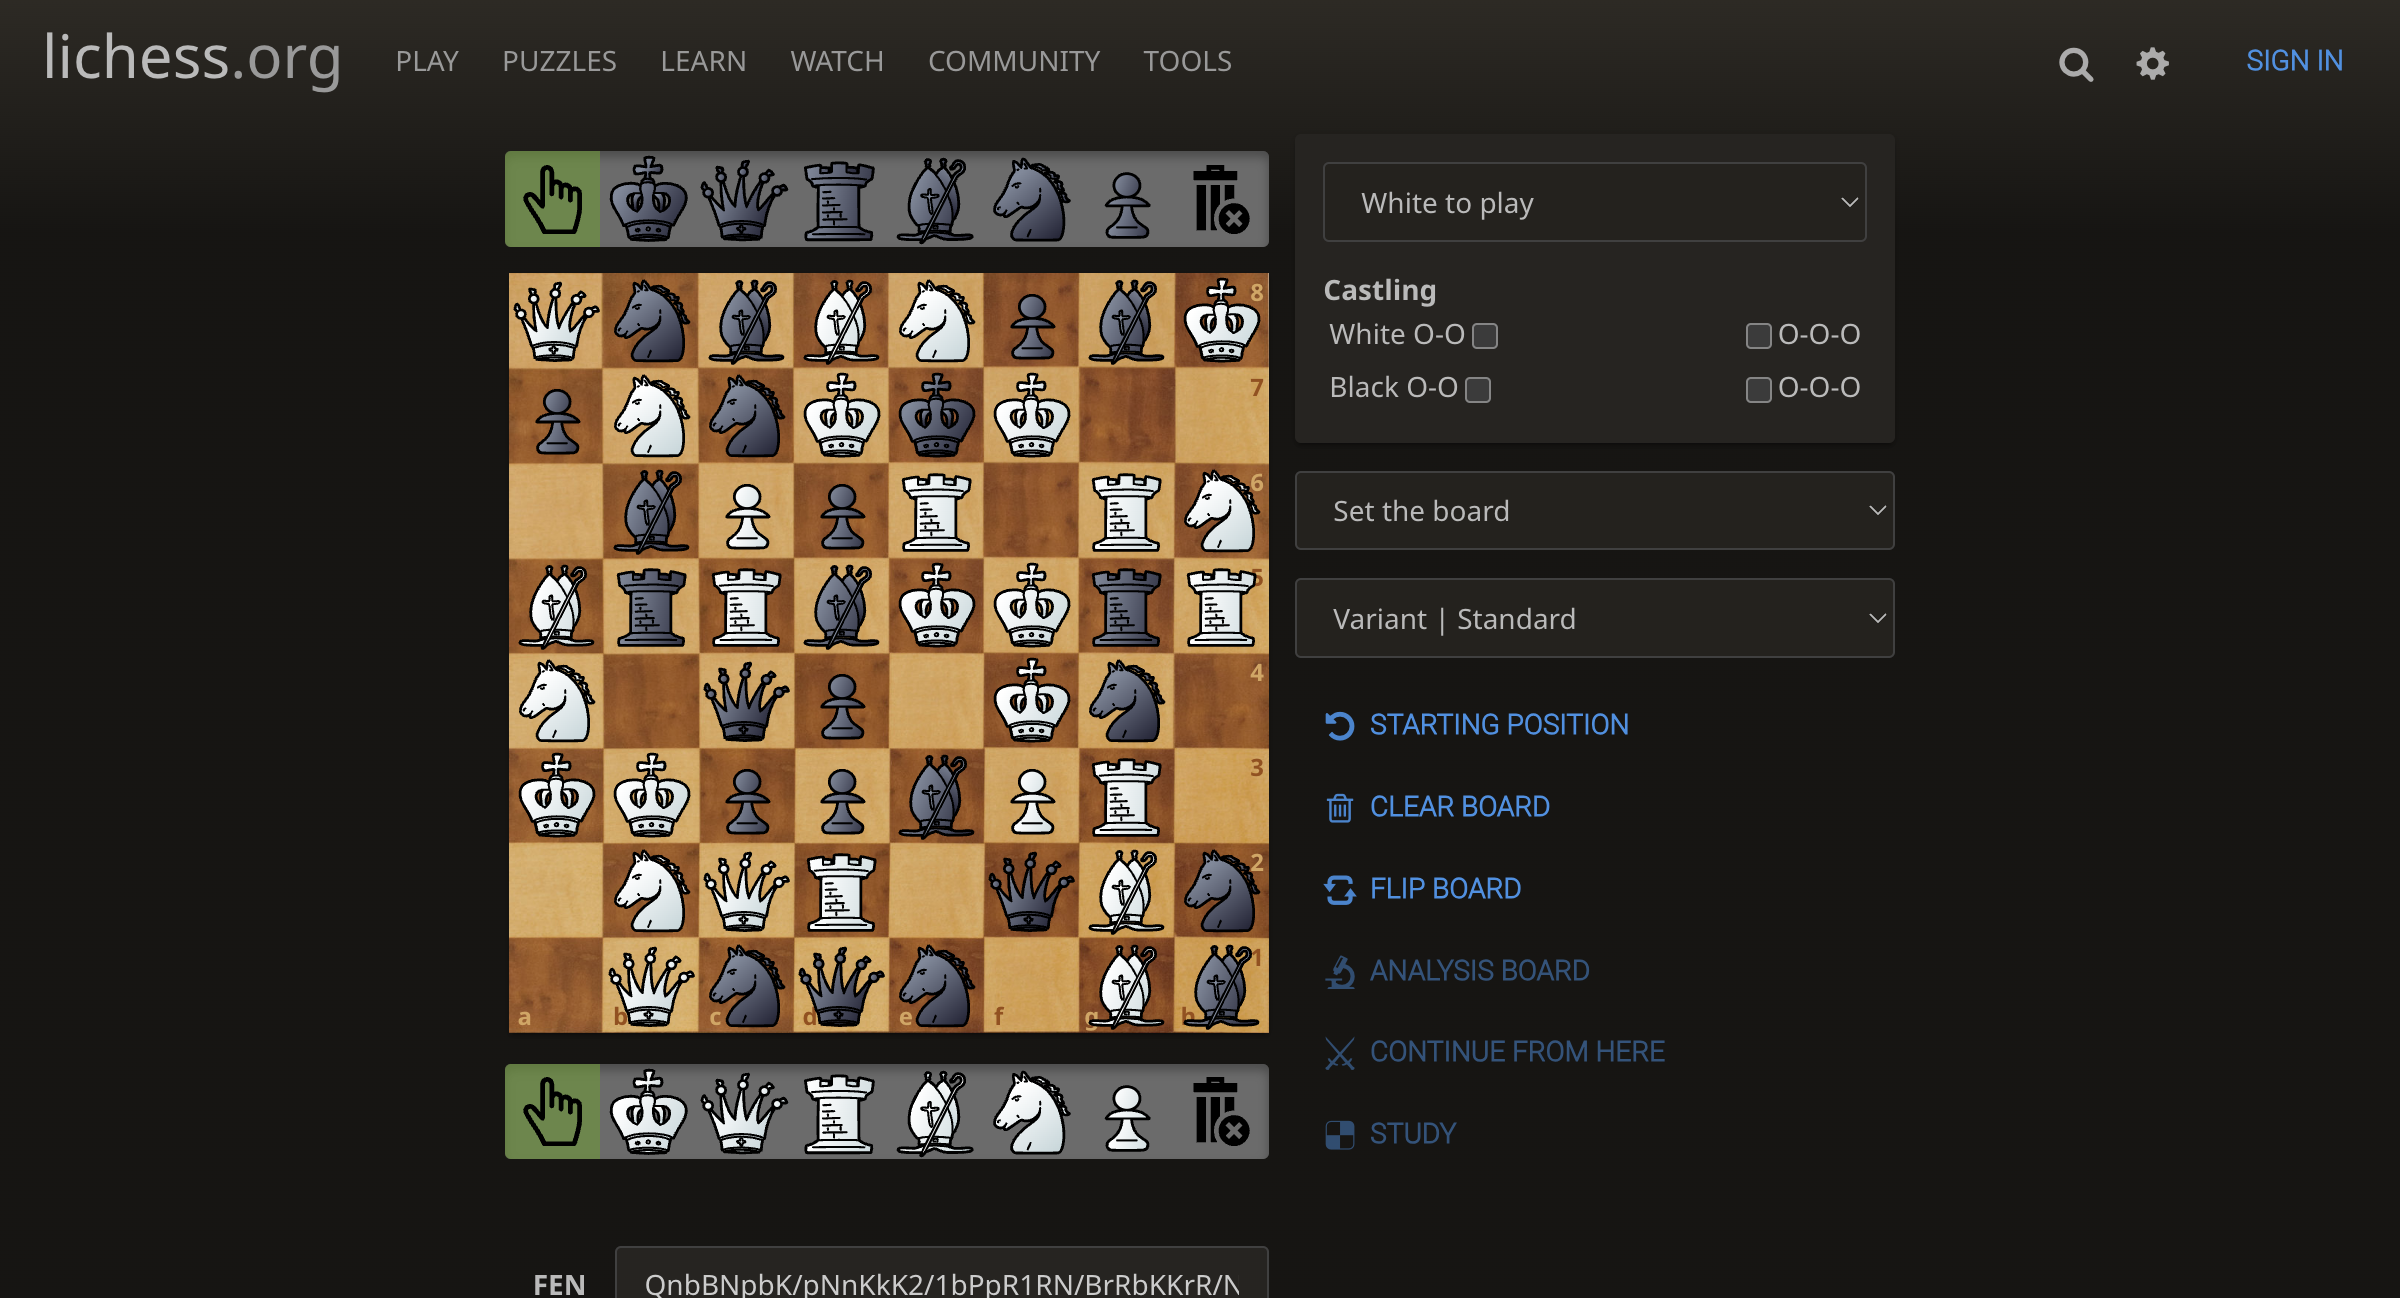 lichess.org PLAY PUZZLES LEARN WATCH COMMUNITY TOOLS SIGN IN
White to play
Castling
White O-O O-O-O
Black O-O O-O-O
Set the board
Variant | Standard
STARTING POSITION
CLEAR BOARD
FLIP BOARD
ANALYSIS BOARD
CONTINUE FROM HERE
STUDY
8
7
6
5
4
3
2
1
a b c d e f g h
FEN QnbBNpbK/pNnKkK2/1bPpR1RN/BrRbKKrR/N